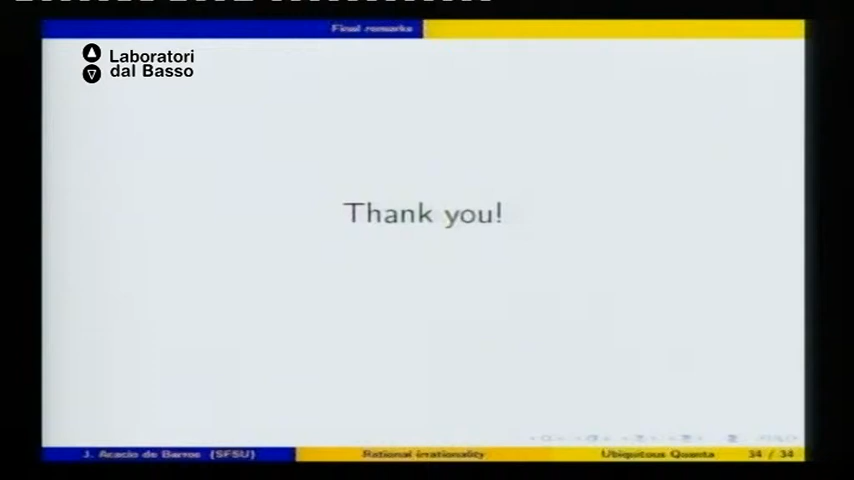 Final remarks
Laboratori
dal Basso
Thank you!
J. Acacio de Barros (SFSU) Rational irrationality Ubiquitous Quanta 34 / 34